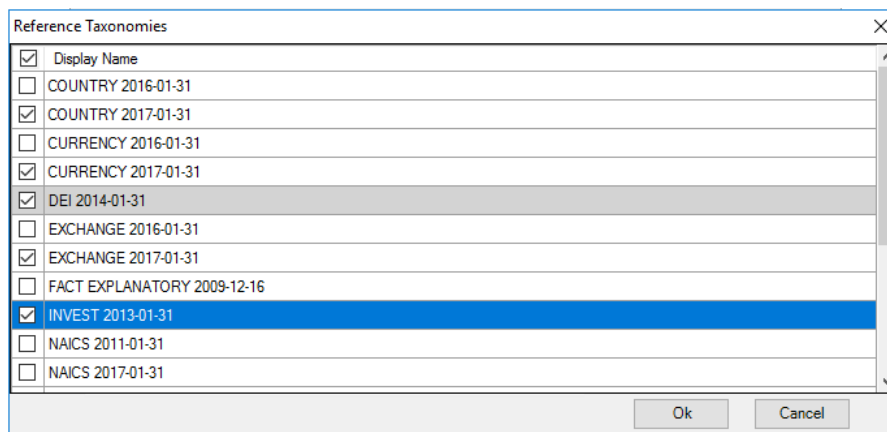 Reference Taxonomies
Display Name
COUNTRY 2016-01-31
COUNTRY 2017-01-31
CURRENCY 2016-01-31
CURRENCY 2017-01-31
DEI 2014-01-31
EXCHANGE 2016-01-31
EXCHANGE 2017-01-31
FACT EXPLANATORY 2009-12-16
INVEST 2013-01-31
NAICS 2011-01-31
NAICS 2017-01-31
Ok Cancel